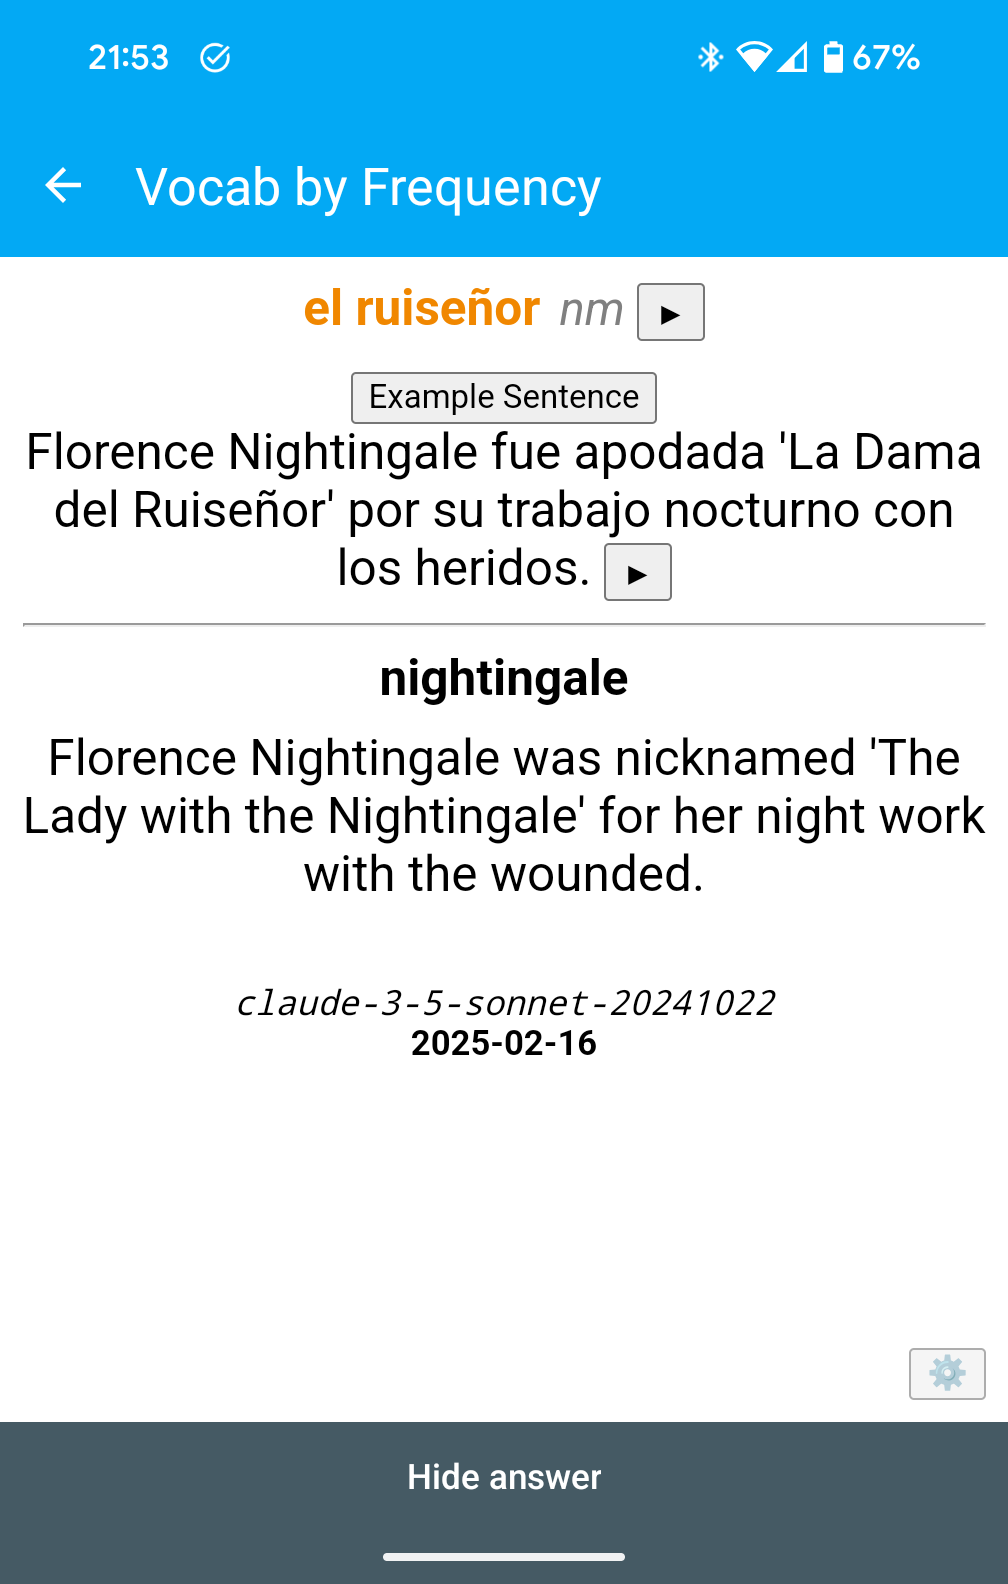 21:53 67%
Vocab by Frequency
el ruiseñor nm
Example Sentence
Florence Nightingale fue apodada 'La Dama
del Ruiseñor' por su trabajo nocturno con
los heridos.
nightingale
Florence Nightingale was nicknamed 'The
Lady with the Nightingale' for her night work
with the wounded.
claude-3-5-sonnet-20241022
2025-02-16
Hide answer